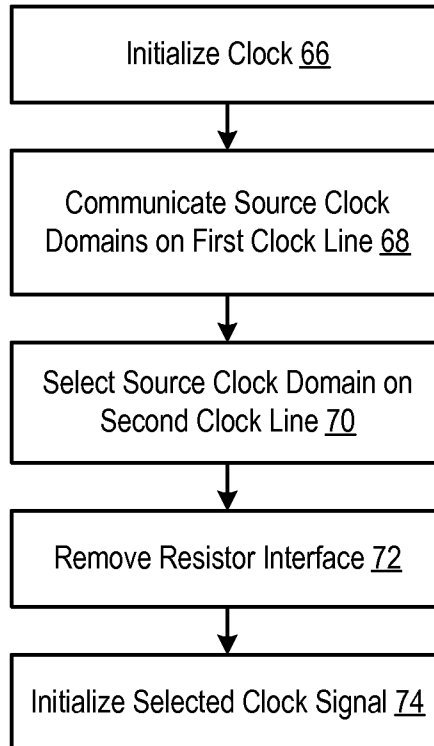 Initialize Clock 66
Communicate Source Clock
Domains on First Clock Line 68
Select Source Clock Domain on
Second Clock Line 70
Remove Resistor Interface 72
Initialize Selected Clock Signal 74